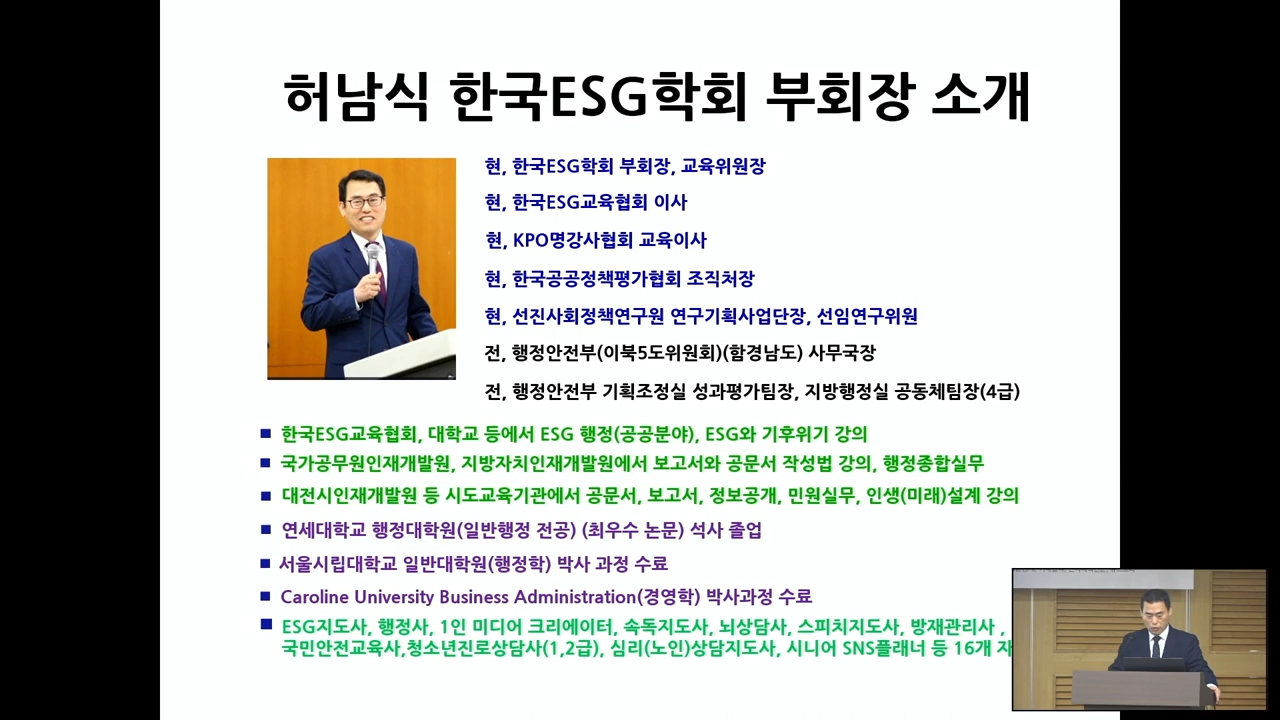 허남식 한국ESG학회 부회장 소개
현, 한국ESG학회 부회장, 교육위원장
현, 한국ESG교육협회 이사
현, KPO명강사협회 교육이사
현, 한국공공정책평가협회 조직처장
현, 선진사회정책연구원 연구기획사업단장, 선임연구위원
전, 행정안전부(이북5도위원회)(함경남도) 사무국장
전, 행정안전부 기획조정실 성과평가팀장, 지방행정실 공동체팀장(4급)
■ 한국ESG교육협회, 대학교 등에서 ESG 행정(공공분야), ESG와 기후위기 강의
■ 국가공무원인재개발원, 지방자치인재개발원에서 보고서와 공문서 작성법 강의, 행정종합실무
■ 대전시인재개발원 등 시도교육기관에서 공문서, 보고서, 정보공개, 민원실무, 인생(미래)설계 강의
■ 연세대학교 행정대학원(일반행정 전공) (최우수 논문) 석사 졸업
■ 서울시립대학교 일반대학원(행정학) 박사 과정 수료
■ Caroline University Business Administration(경영학) 박사과정 수료
■ ESG지도사, 행정사, 1인 미디어 크리에이터, 속독지도사, 뇌상담사, 스피치지도사, 방재관리사 ,
국민안전교육사,청소년진로상담사(1,2급), 심리(노인)상담지도사, 시니어 SNS플래너 등 16개 자